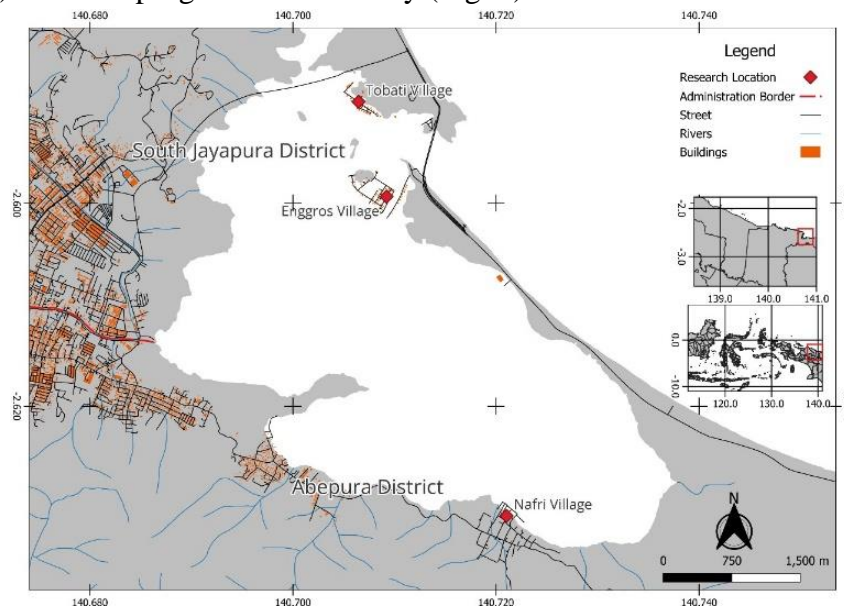 140.680 140.700 140.720 140.740
Legend
Research Location
Administration Border
Street
Rivers
Buildings
Tobati Village
South Jayapura District
Enggros Village
-2.600
-2.620
-2.0
-3.0
139.0 140.0 141.0
0.0
-10.0
120.0 130.0 140.0
Abepura District
Nafri Village
N
0 750 1,500 m
140.680 140.700 140.720 140.740